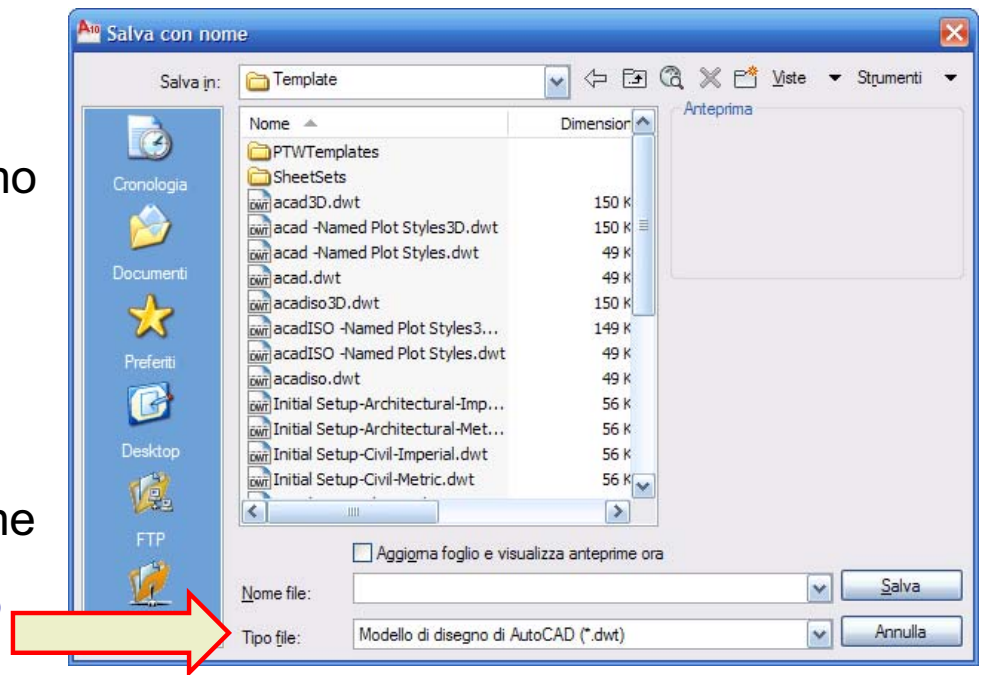 Salva con nome
Salva in: Template Viste Strumenti
Anteprima
Nome Dimension
PTWTemplates
SheetSets
acad3D.dwt 150 K
acad -Named Plot Styles3D.dwt 150 K
acad -Named Plot Styles.dwt 49 K
acad.dwt 49 K
acadiso3D.dwt 150 K
acadISO -Named Plot Styles3... 149 K
acadISO -Named Plot Styles.dwt 49 K
acadiso.dwt 49 K
Initial Setup-Architectural-Imp... 56 K
Initial Setup-Architectural-Met... 56 K
Initial Setup-Civil-Imperial.dwt 56 K
Initial Setup-Civil-Metric.dwt 56 K
Cronologia
Documenti
Preferiti
Desktop
FTP
no
ne
Aggiorna foglio e visualizza anteprime ora
Nome file: Salva
Tipo file: Modello di disegno di AutoCAD (*.dwt) Annulla